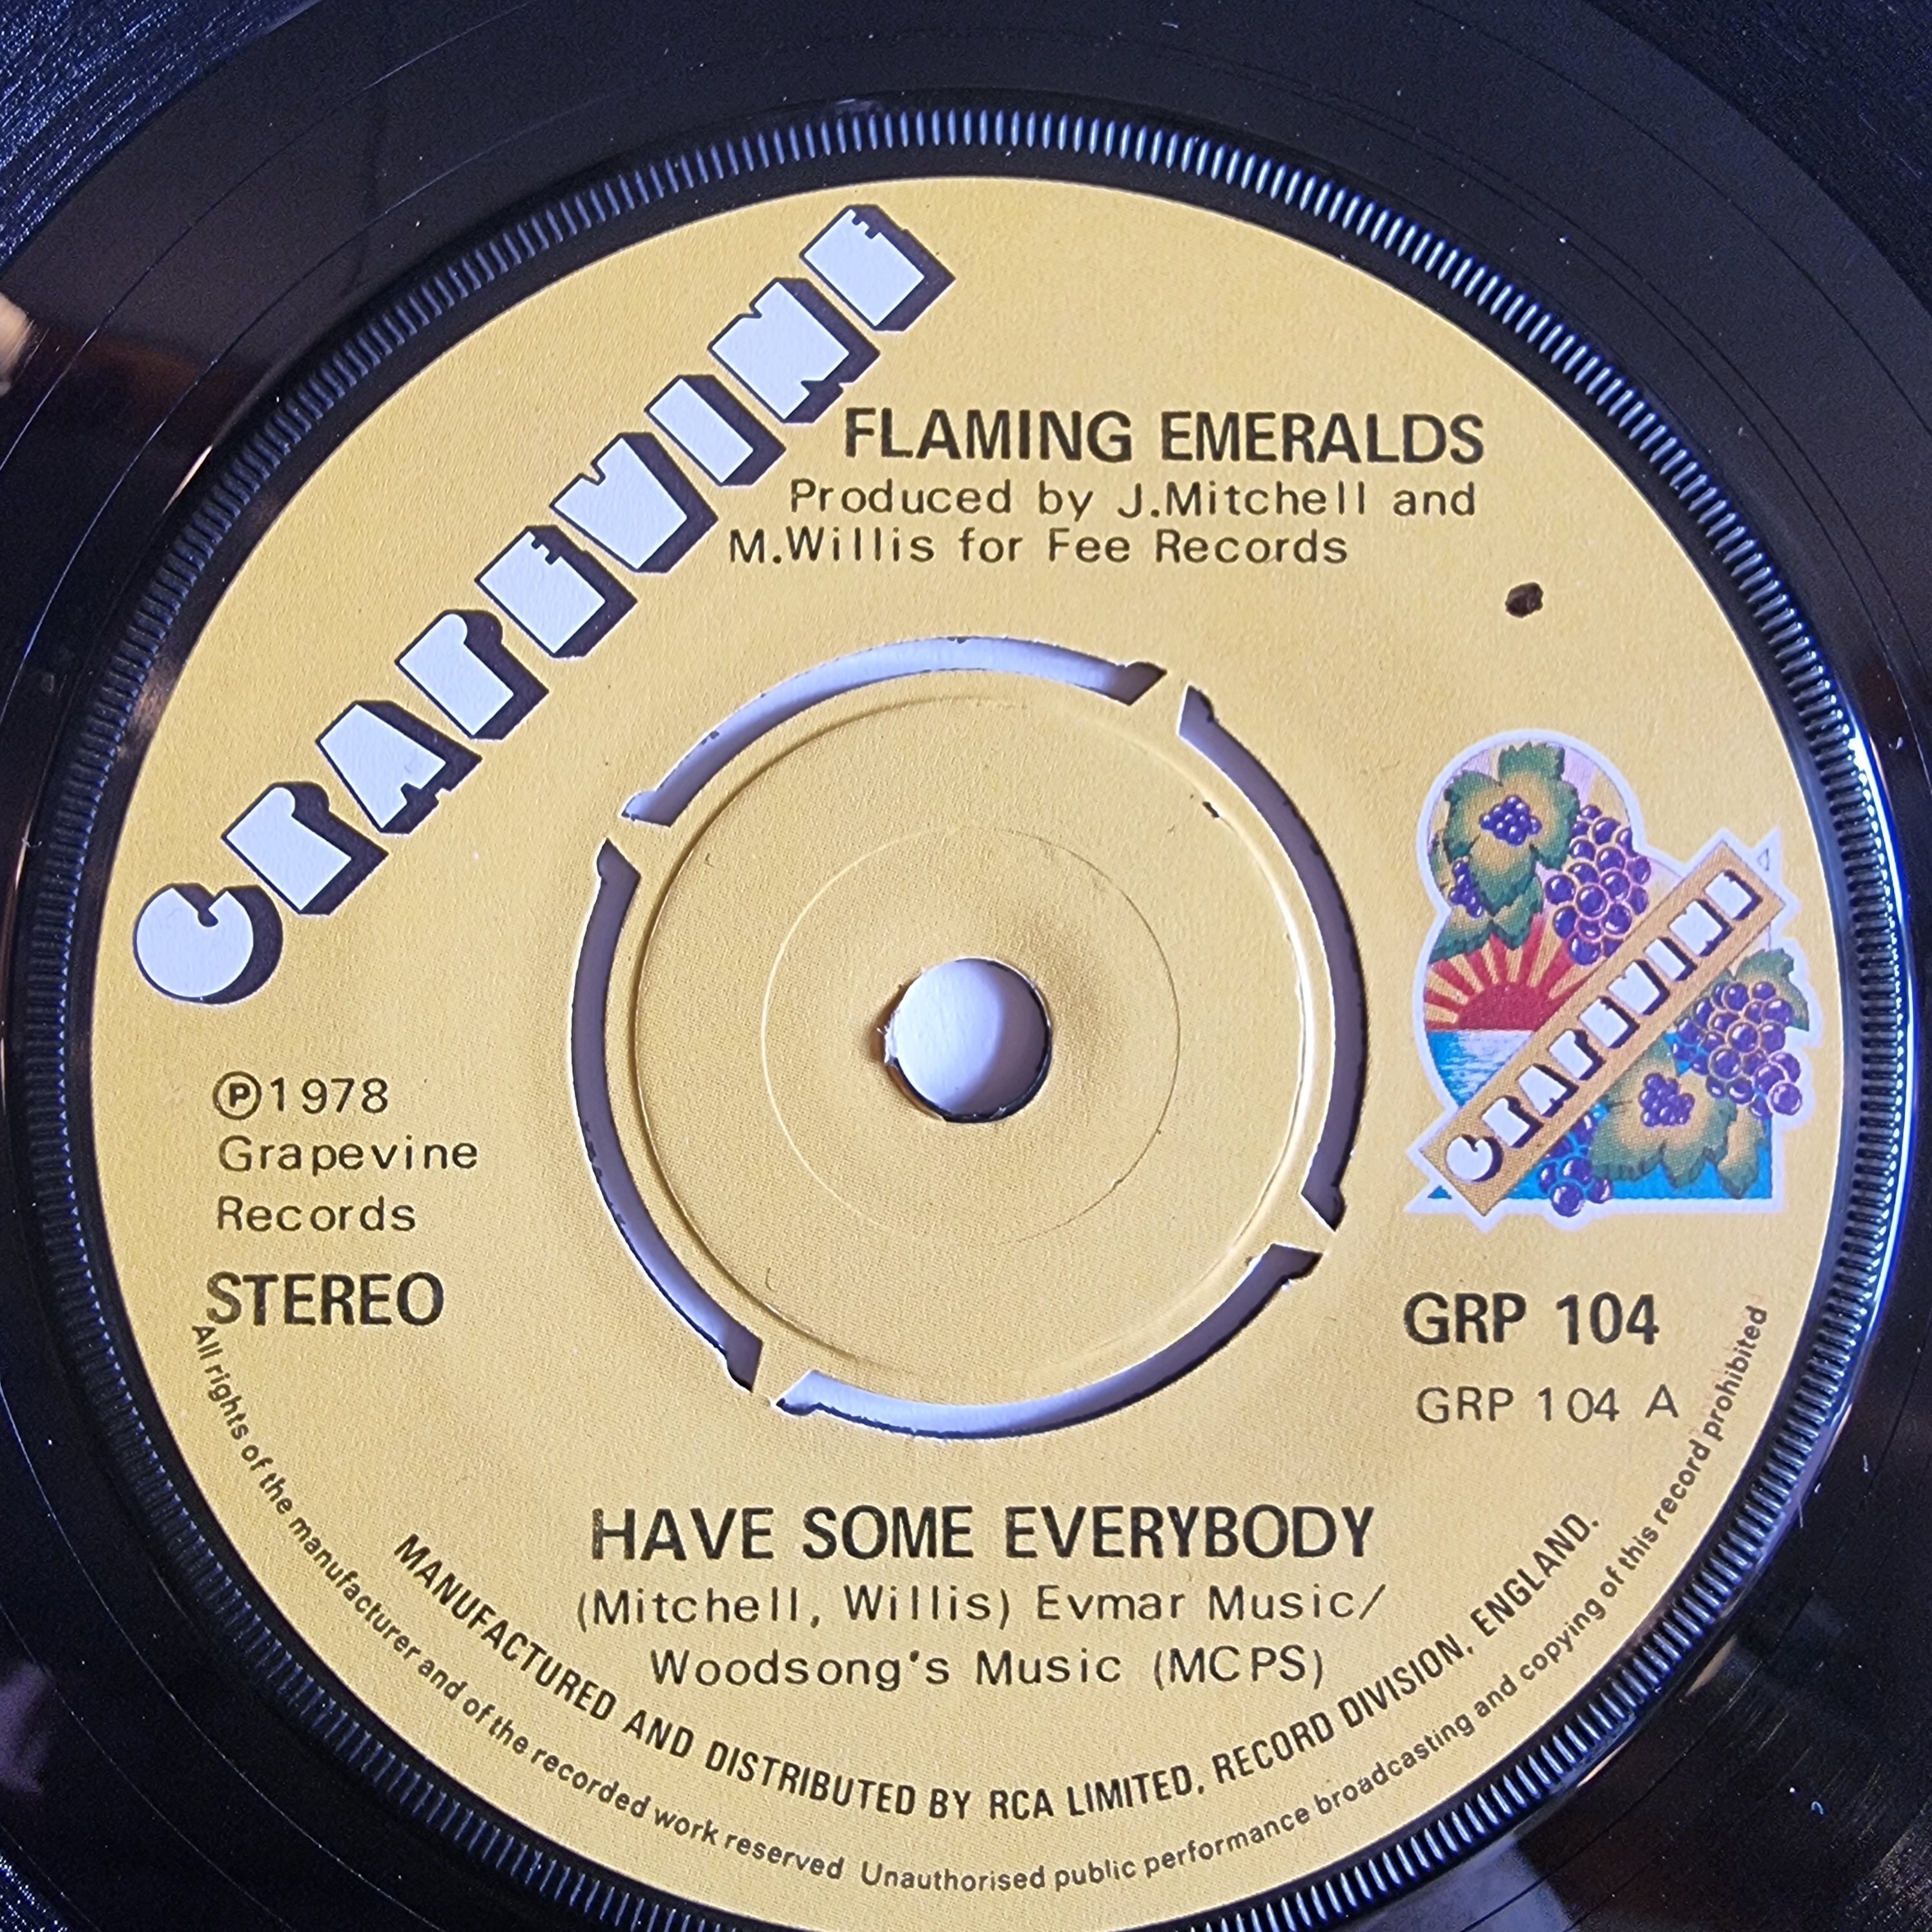 GRAPEVINE
FLAMING EMERALDS
Produced by J.Mitchell and
M.Willis for Fee Records
GRAPEVINE
Ⓟ1978
Grapevine
Records
STEREO
GRP 104
GRP 104 A
HAVE SOME EVERYBODY
(Mitchell, Willis) Evmar Music/
Woodsong's Music (MCPS)
MANUFACTURED AND DISTRIBUTED BY RCA LIMITED, RECORD DIVISION, ENGLAND.
All rights of the manufacturer and of the recorded work reserved Unauthorised public performance broadcasting and copying of this record prohibited